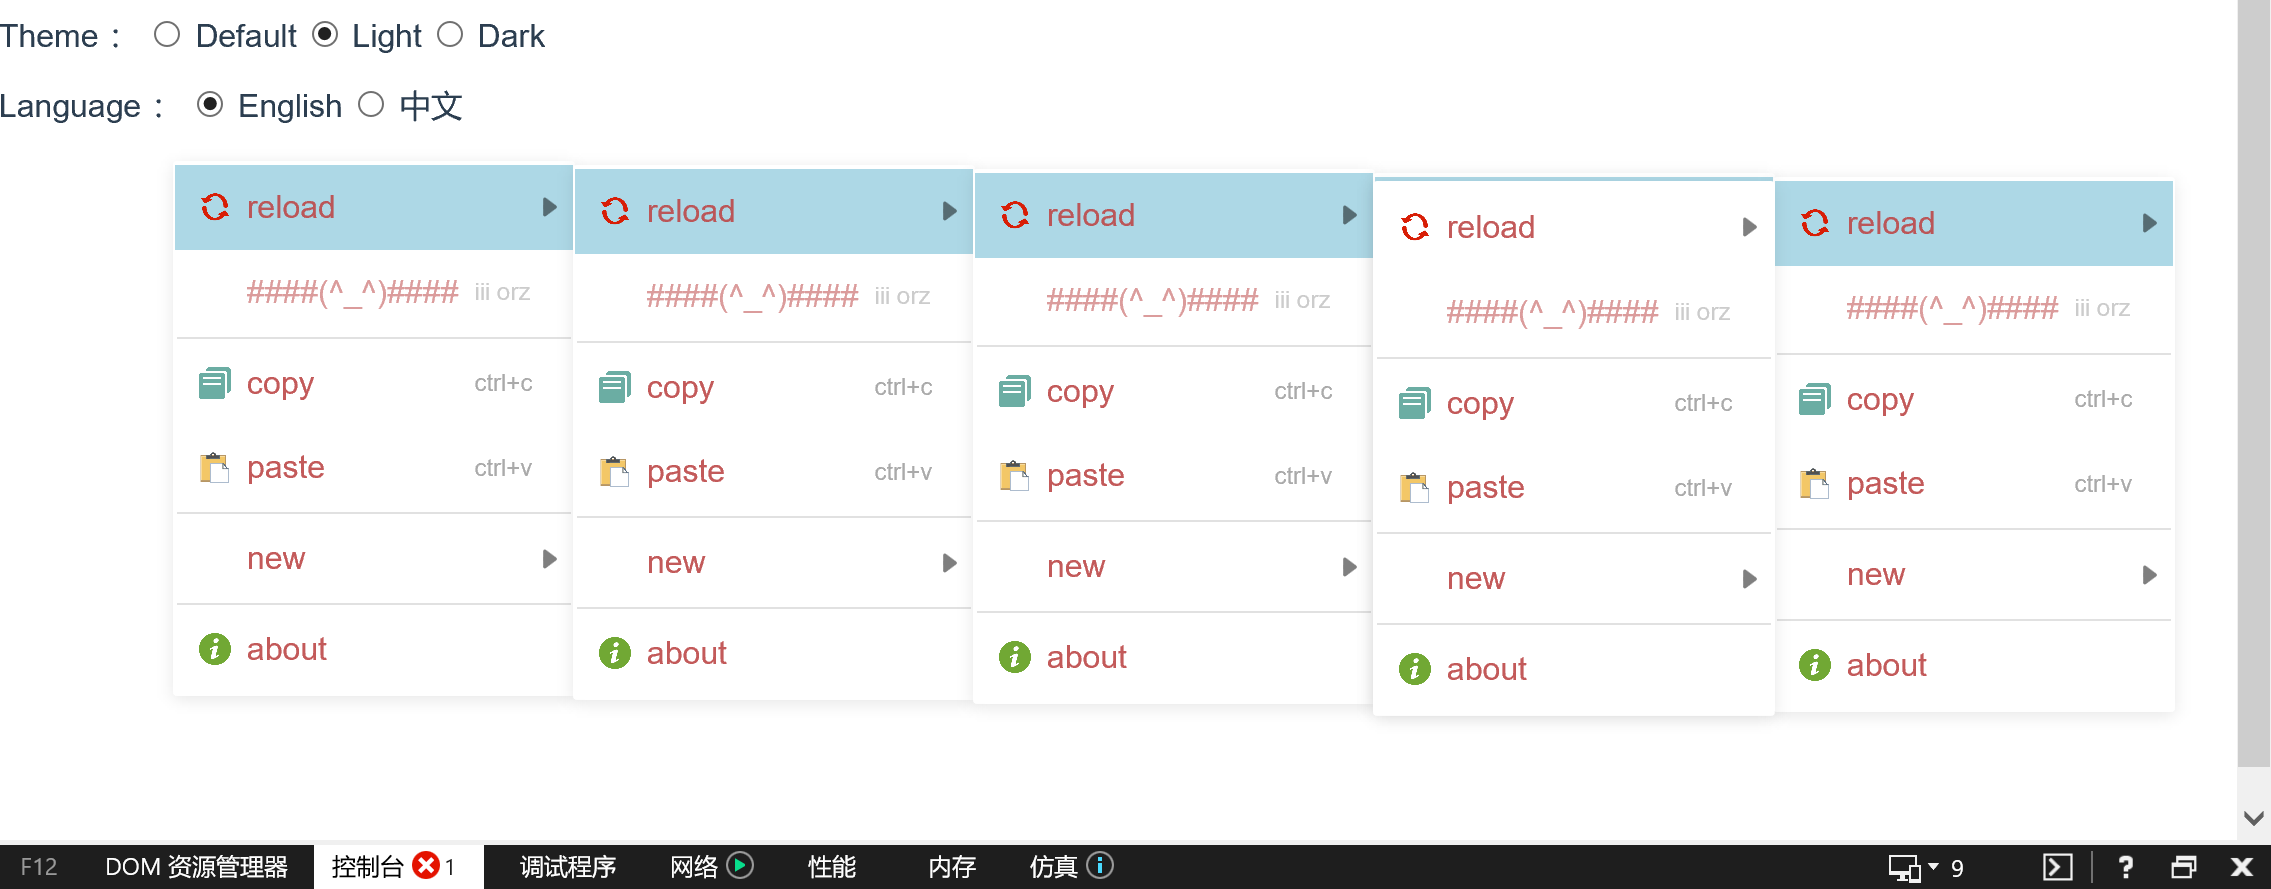 Theme： Default Light Dark
Language： English 中文
reload
####(^_^)#### iii orz
copy ctrl+c
paste ctrl+v
new
about
reload
####(^_^)#### iii orz
copy ctrl+c
paste ctrl+v
new
about
reload
####(^_^)#### iii orz
copy ctrl+c
paste ctrl+v
new
about
reload
####(^_^)#### iii orz
copy ctrl+c
paste ctrl+v
new
about
reload
####(^_^)#### iii orz
copy ctrl+c
paste ctrl+v
new
about
F12 DOM 资源管理器 控制台 1 调试程序 网络 性能 内存 仿真 9